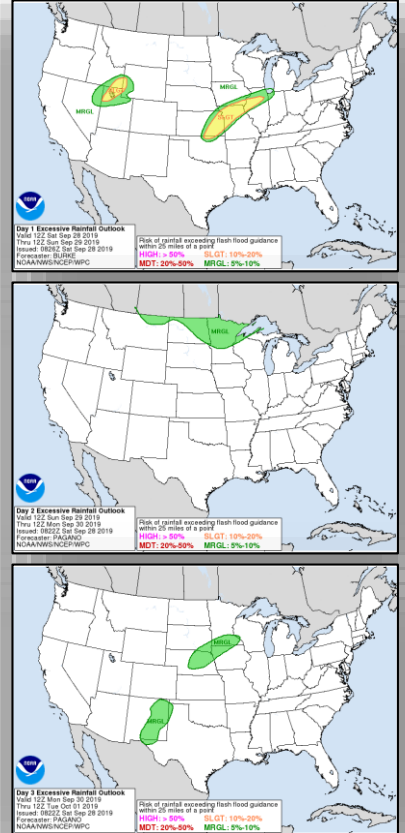 MRGL
SLGT
MRGL
SLGT
NOAA
Day 1 Excessive Rainfall Outlook
Valid 12Z Sat Sep 28 2019
Thru 12Z Sun Sep 29 2019
Issued: 0826Z Sat Sep 28 2019
Forecaster: BURKE
NOAA/NWS/NCEP/WPC
Risk of rainfall exceeding flash flood guidance
within 25 miles of a point
HIGH: > 50% SLGT: 10%-20%
MDT: 20%-50% MRGL: 5%-10%
MRGL
NOAA
Day 2 Excessive Rainfall Outlook
Valid 12Z Sun Sep 29 2019
Thru 12Z Mon Sep 30 2019
Issued: 0822Z Sat Sep 28 2019
Forecaster: PAGANO
NOAA/NWS/NCEP/WPC
Risk of rainfall exceeding flash flood guidance
within 25 miles of a point
HIGH: > 50% SLGT: 10%-20%
MDT: 20%-50% MRGL: 5%-10%
MRGL
MRGL
NOAA
Day 3 Excessive Rainfall Outlook
Valid 12Z Mon Sep 30 2019
Thru 12Z Tue Oct 01 2019
Issued: 0822Z Sat Sep 28 2019
Forecaster: PAGANO
NOAA/NWS/NCEP/WPC
Risk of rainfall exceeding flash flood guidance
within 25 miles of a point
HIGH: > 50% SLGT: 10%-20%
MDT: 20%-50% MRGL: 5%-10%